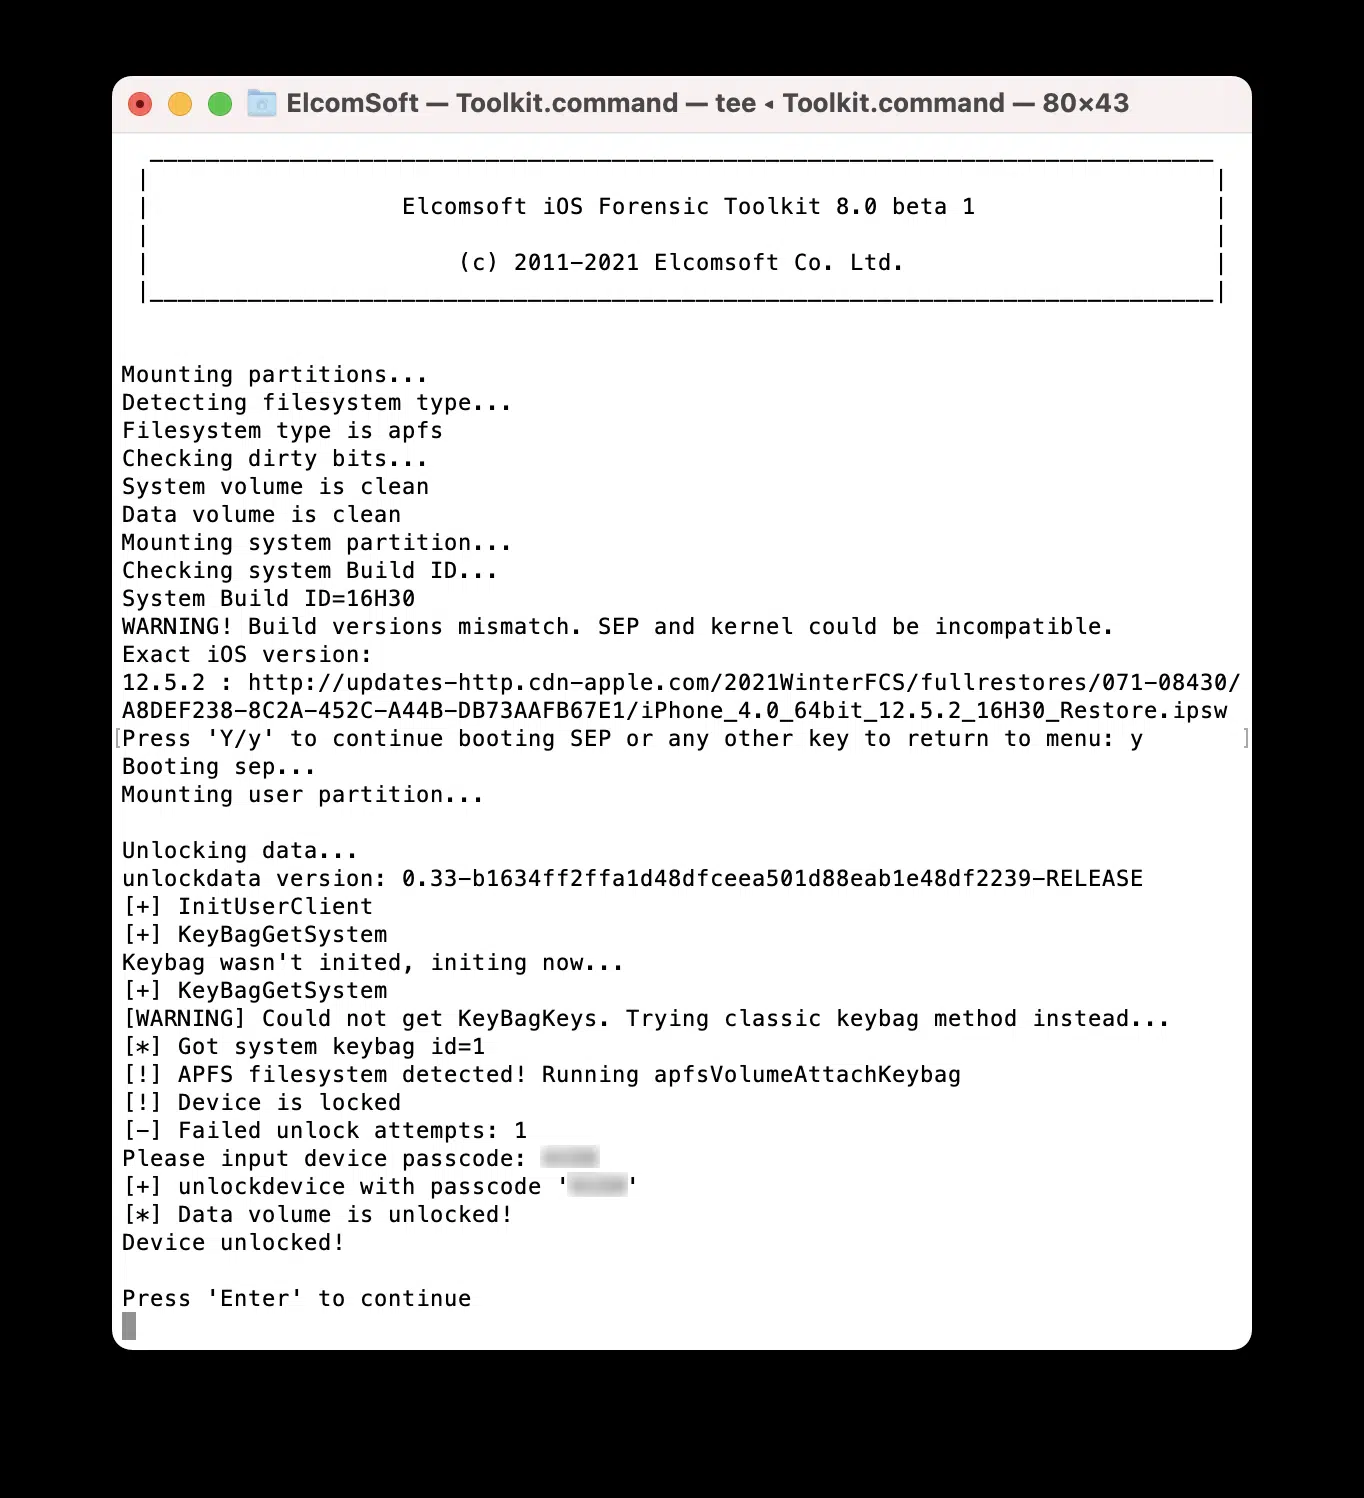 ElcomSoft — Toolkit.command — tee ◂ Toolkit.command — 80×43
Elcomsoft iOS Forensic Toolkit 8.0 beta 1
(c) 2011-2021 Elcomsoft Co. Ltd.
Mounting partitions...
Detecting filesystem type...
Filesystem type is apfs
Checking dirty bits...
System volume is clean
Data volume is clean
Mounting system partition...
Checking system Build ID...
System Build ID=16H30
WARNING! Build versions mismatch. SEP and kernel could be incompatible.
Exact iOS version:
12.5.2 : http://updates-http.cdn-apple.com/2021WinterFCS/fullrestores/071-08430/
A8DEF238-8C2A-452C-A44B-DB73AAFB67E1/iPhone_4.0_64bit_12.5.2_16H30_Restore.ipsw
[Press 'Y/y' to continue booting SEP or any other key to return to menu: y ]
Booting sep...
Mounting user partition...
Unlocking data...
unlockdata version: 0.33-b1634ff2ffa1d48dfceea501d88eab1e48df2239-RELEASE
[+] InitUserClient
[+] KeyBagGetSystem
Keybag wasn't inited, initing now...
[+] KeyBagGetSystem
[WARNING] Could not get KeyBagKeys. Trying classic keybag method instead...
[*] Got system keybag id=1
[!] APFS filesystem detected! Running apfsVolumeAttachKeybag
[!] Device is locked
[-] Failed unlock attempts: 1
Please input device passcode:
[+] unlockdevice with passcode ' '
[*] Data volume is unlocked!
Device unlocked!
Press 'Enter' to continue